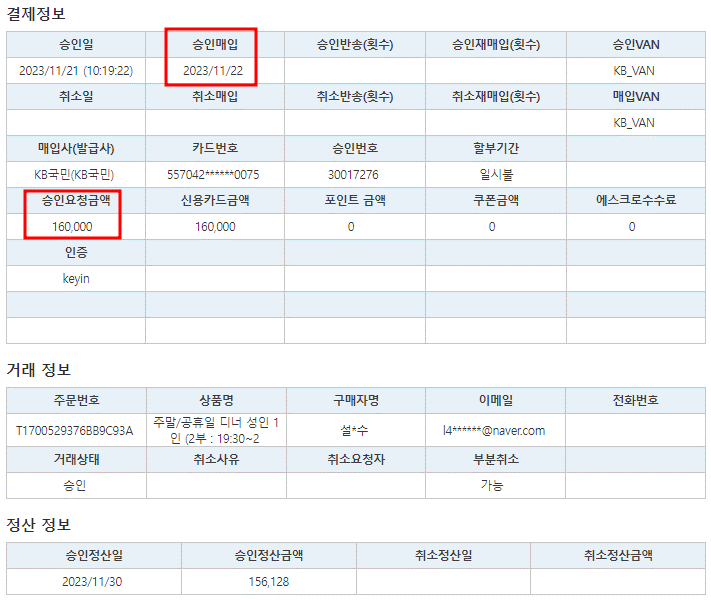 결제정보
승인일 승인매입 승인반송(횟수) 승인재매입(횟수) 승인VAN
2023/11/21 (10:19:22) 2023/11/22 KB_VAN
취소일 취소매입 취소반송(횟수) 취소재매입(횟수) 매입VAN
KB_VAN
매입사(발급사) 카드번호 승인번호 할부기간
KB국민(KB국민) 557042******0075 30017276 일시불
승인요청금액 신용카드금액 포인트 금액 쿠폰금액 에스크로수수료
160,000 160,000 0 0 0
인증
keyin
거래 정보
주문번호 상품명 구매자명 이메일 전화번호
T1700529376BB9C93A 주말/공휴일 디너 성인 1 설*수 l4******@naver.com
인 (2부 : 19:30~2
거래상태 취소사유 취소요청자 부분취소
승인 가능
정산 정보
승인정산일 승인정산금액 취소정산일 취소정산금액
2023/11/30 156,128